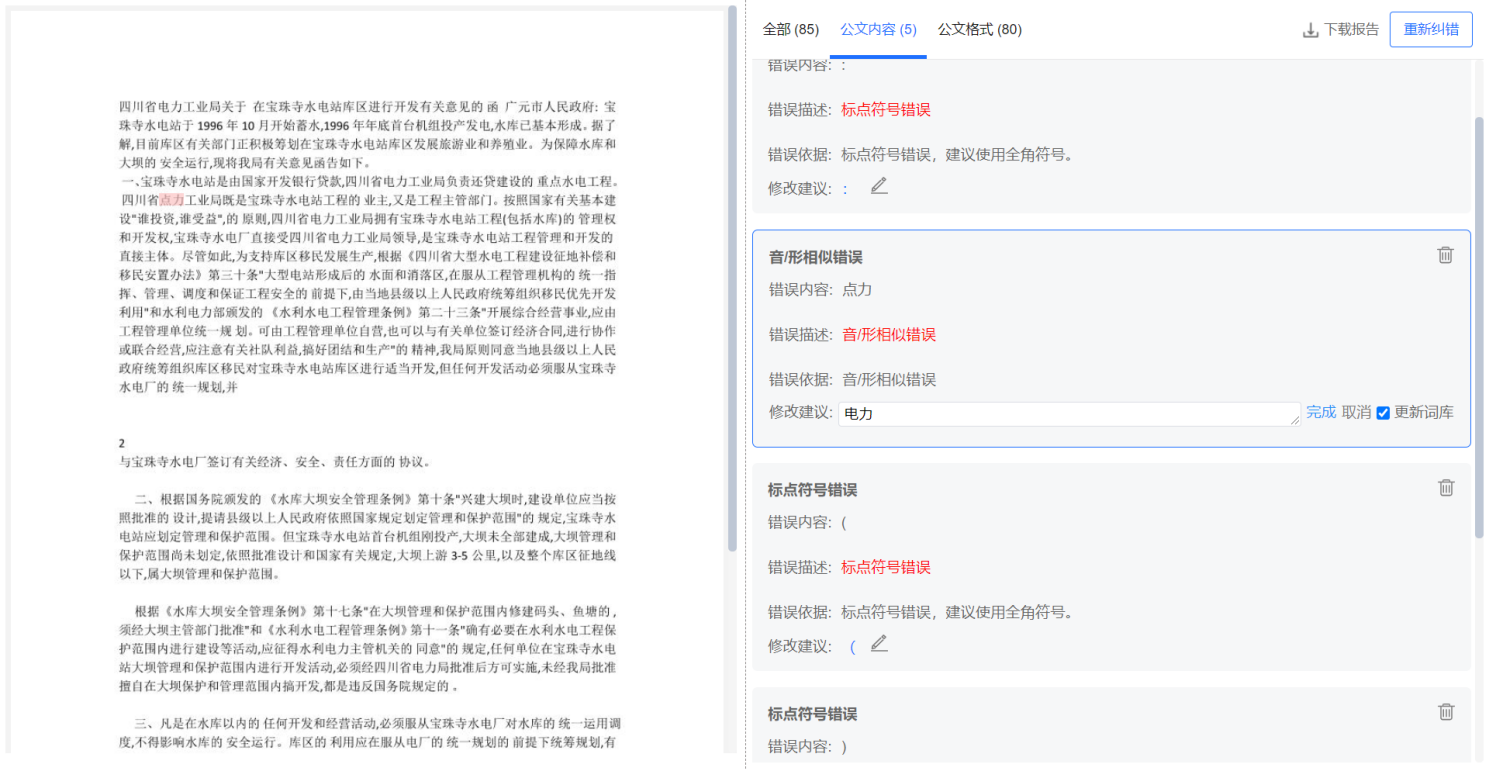 四川省电力工业局关于 在宝珠寺水电站库区进行开发有关意见的 函 广元市人民政府: 宝
珠寺水电站于 1996 年 10 月开始蓄水,1996 年年底首台机组投产发电,水库已基本形成。据了
解,目前库区有关部门正积极筹划在宝珠寺水电站库区发展旅游业和养殖业。为保障水库和
大坝的 安全运行,现将我局有关意见函告如下。
一、宝珠寺水电站是由国家开发银行贷款,四川省电力工业局负责还贷建设的 重点水电工程。
四川省点力工业局既是宝珠寺水电站工程的 业主,又是工程主管部门。按照国家有关基本建
设"谁投资,谁受益",的 原则,四川省电力工业局拥有宝珠寺水电站工程(包括水库)的 管理权
和开发权,宝珠寺水电厂直接受四川省电力工业局领导,是宝珠寺水电站工程管理和开发的
直接主体。尽管如此,为支持库区移民发展生产,根据《四川省大型水电工程建设征地补偿和
移民安置办法》第三十条"大型电站形成后的 水面和消落区,在服从工程管理机构的 统一指
挥、管理、调度和保证工程安全的 前提下,由当地县级以上人民政府统筹组织移民优先开发
利用"和水利电力部颁发的 《水利水电工程管理条例》第二十三条"开展综合经营事业,应由
工程管理单位统一规 划。可由工程管理单位自营,也可以与有关单位签订经济合同,进行协作
或联合经营,应注意有关社队利益,搞好团结和生产"的 精神,我局原则同意当地县级以上人民
政府统筹组织库区移民对宝珠寺水电站库区进行适当开发,但任何开发活动必须服从宝珠寺
水电厂的 统一规划,并
2
与宝珠寺水电厂签订有关经济、安全、责任方面的 协议。
二、根据国务院颁发的 《水库大坝安全管理条例》第十条"兴建大坝时,建设单位应当按
照批准的 设计,提请县级以上人民政府依照国家规定划定管理和保护范围"的 规定,宝珠寺水
电站应划定管理和保护范围。但宝珠寺水电站首台机组刚投产,大坝未全部建成,大坝管理和
保护范围尚未划定,依照批准设计和国家有关规定,大坝上游 3-5 公里,以及整个库区征地线
以下,属大坝管理和保护范围。
根据《水库大坝安全管理条例》第十七条"在大坝管理和保护范围内修建码头、鱼塘的 ,
须经大坝主管部门批准"和《水利水电工程管理条例》第十一条"确有必要在水利水电工程保
护范围内进行建设等活动,应征得水利电力主管机关的 同意"的 规定,任何单位在宝珠寺水电
站大坝管理和保护范围内进行开发活动,必须经四川省电力局批准后方可实施,未经我局批准
擅自在大坝保护和管理范围内搞开发,都是违反国务院规定的 。
三、凡是在水库以内的 任何开发和经营活动,必须服从宝珠寺水电厂对水库的 统一运用调
度,不得影响水库的 安全运行。库区的 利用应在服从电厂的 统一规划的 前提下统筹规划,有
全部 (85) 公文内容 (5) 公文格式 (80) 下载报告 重新纠错
错误内容: :
错误描述: 标点符号错误
错误依据: 标点符号错误，建议使用全角符号。
修改建议: ：
音/形相似错误
错误内容: 点力
错误描述: 音/形相似错误
错误依据: 音/形相似错误
修改建议: 电力 完成 取消 更新词库
标点符号错误
错误内容: (
错误描述: 标点符号错误
错误依据: 标点符号错误，建议使用全角符号。
修改建议: （
标点符号错误
错误内容: )